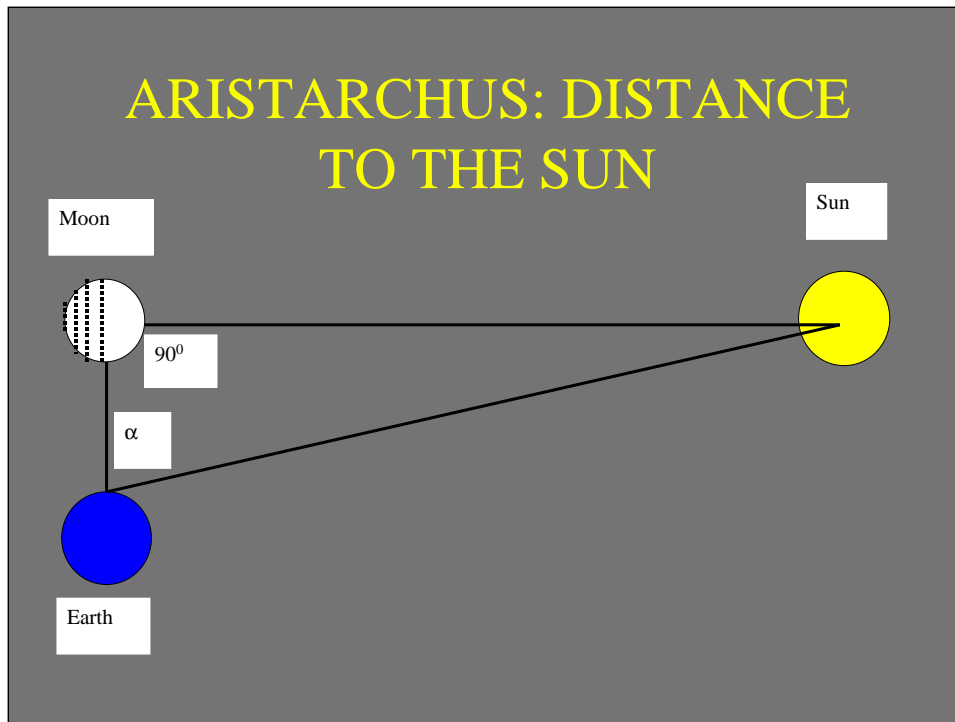 ARISTARCHUS: DISTANCE
TO THE SUN
Moon
Sun
90⁰
α
Earth